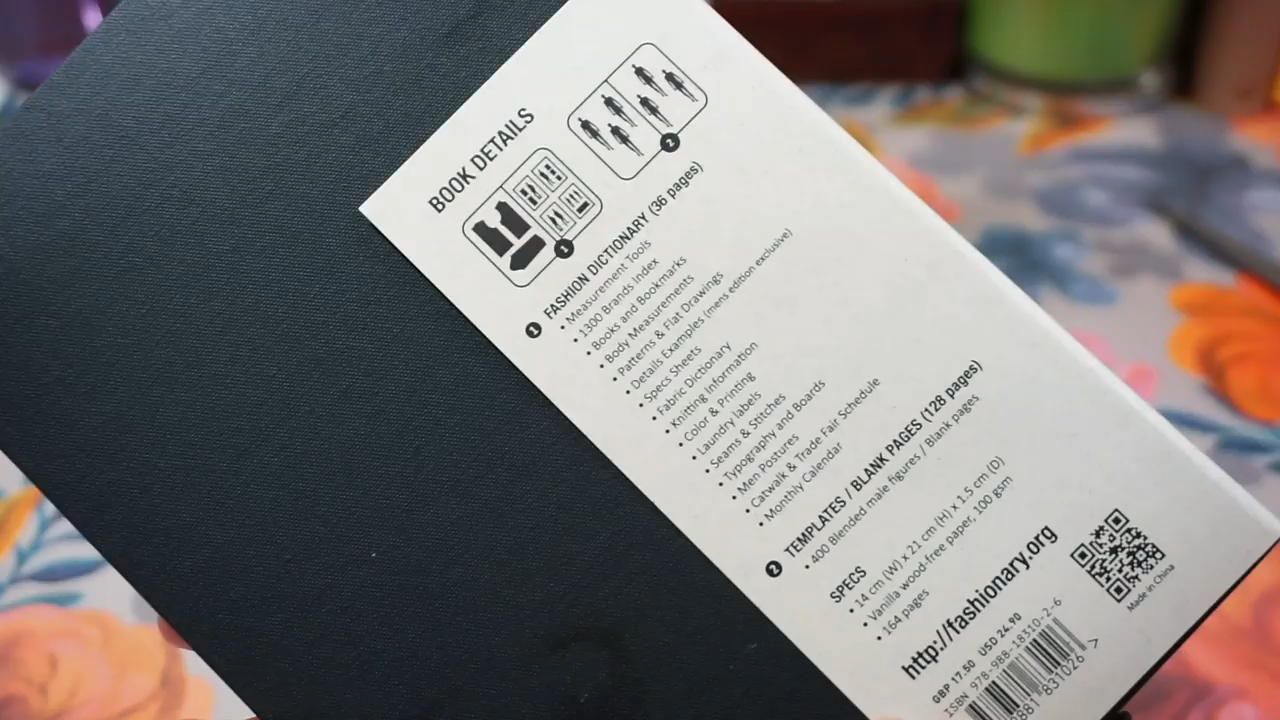 BOOK DETAILS
1
2
1 FASHION DICTIONARY (36 pages)
• Measurement Tools
• 1300 Brands Index
• Books and Bookmarks
• Body Measurements
• Patterns & Flat Drawings
• Details Examples (mens edition exclusive)
• Specs Sheets
• Fabric Dictionary
• Knitting Information
• Color & Printing
• Laundry labels
• Seams & Stitches
• Typography and Boards
• Men Postures
• Catwalk & Trade Fair Schedule
• Monthly Calendar
2 TEMPLATES / BLANK PAGES (128 pages)
• 400 Blended male figures / Blank pages
SPECS
• 14 cm (W) x 21 cm (H) x 1.5 cm (D)
• Vanilla wood-free paper, 100 gsm
• 164 pages
http://fashionary.org
Made in China
GBP 17.50 USD 24.90
ISBN 978-988-18310-2-6
881 831026 >